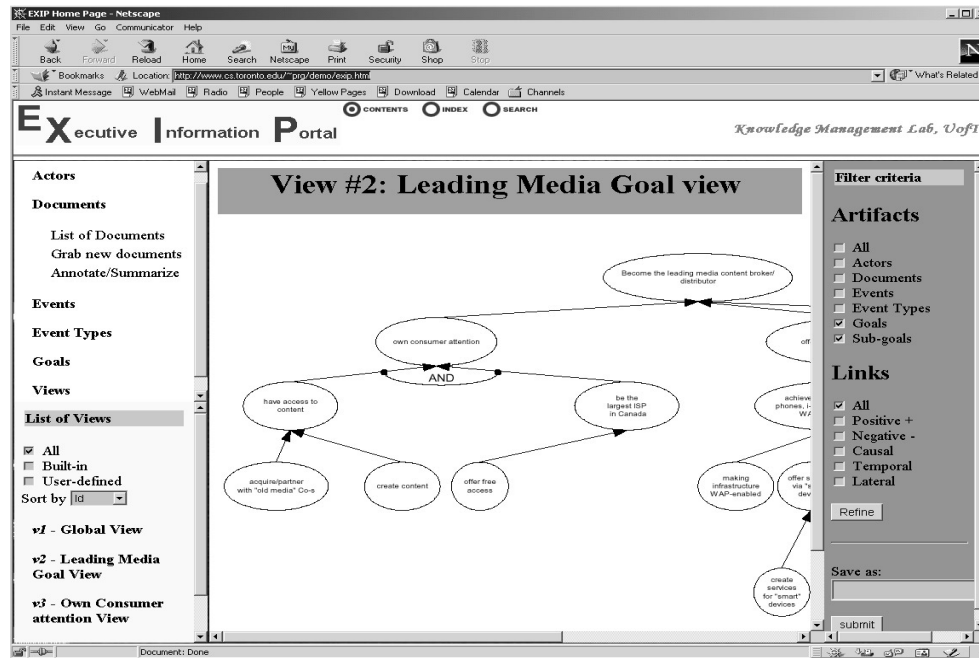 EXIP Home Page - Netscape
File Edit View Go Communicator Help
Back Forward Reload Home Search Netscape Print Security Shop Stop
Bookmarks Location: http://www.cs.toronto.edu/~prg/demo/exip.html What's Related
Instant Message WebMail Radio People Yellow Pages Download Calendar Channels
EXecutive Information Portal
CONTENTS INDEX SEARCH
Knowledge Management Lab, UofT
Actors
Documents
List of Documents
Grab new documents
Annotate/Summarize
Events
Event Types
Goals
Views
List of Views
All
Built-in
User-defined
Sort by Id
v1 - Global View
v2 - Leading Media
Goal View
v3 - Own Consumer
attention View
View #2: Leading Media Goal view
Become the leading media content broker/
distributor
own consumer attention
off
AND
have access to
content
be the
largest ISP
in Canada
achieve
phones, i-
WA
acquire/partner
with "old media" Co-s
create content
offer free
access
making
infrastructure
WAP-enabled
offer s
via "s
dev
create
services
for "smart"
devices
Filter criteria
Artifacts
All
Actors
Documents
Events
Event Types
Goals
Sub-goals
Links
All
Positive +
Negative -
Causal
Temporal
Lateral
Refine
Save as:
submit
Document: Done